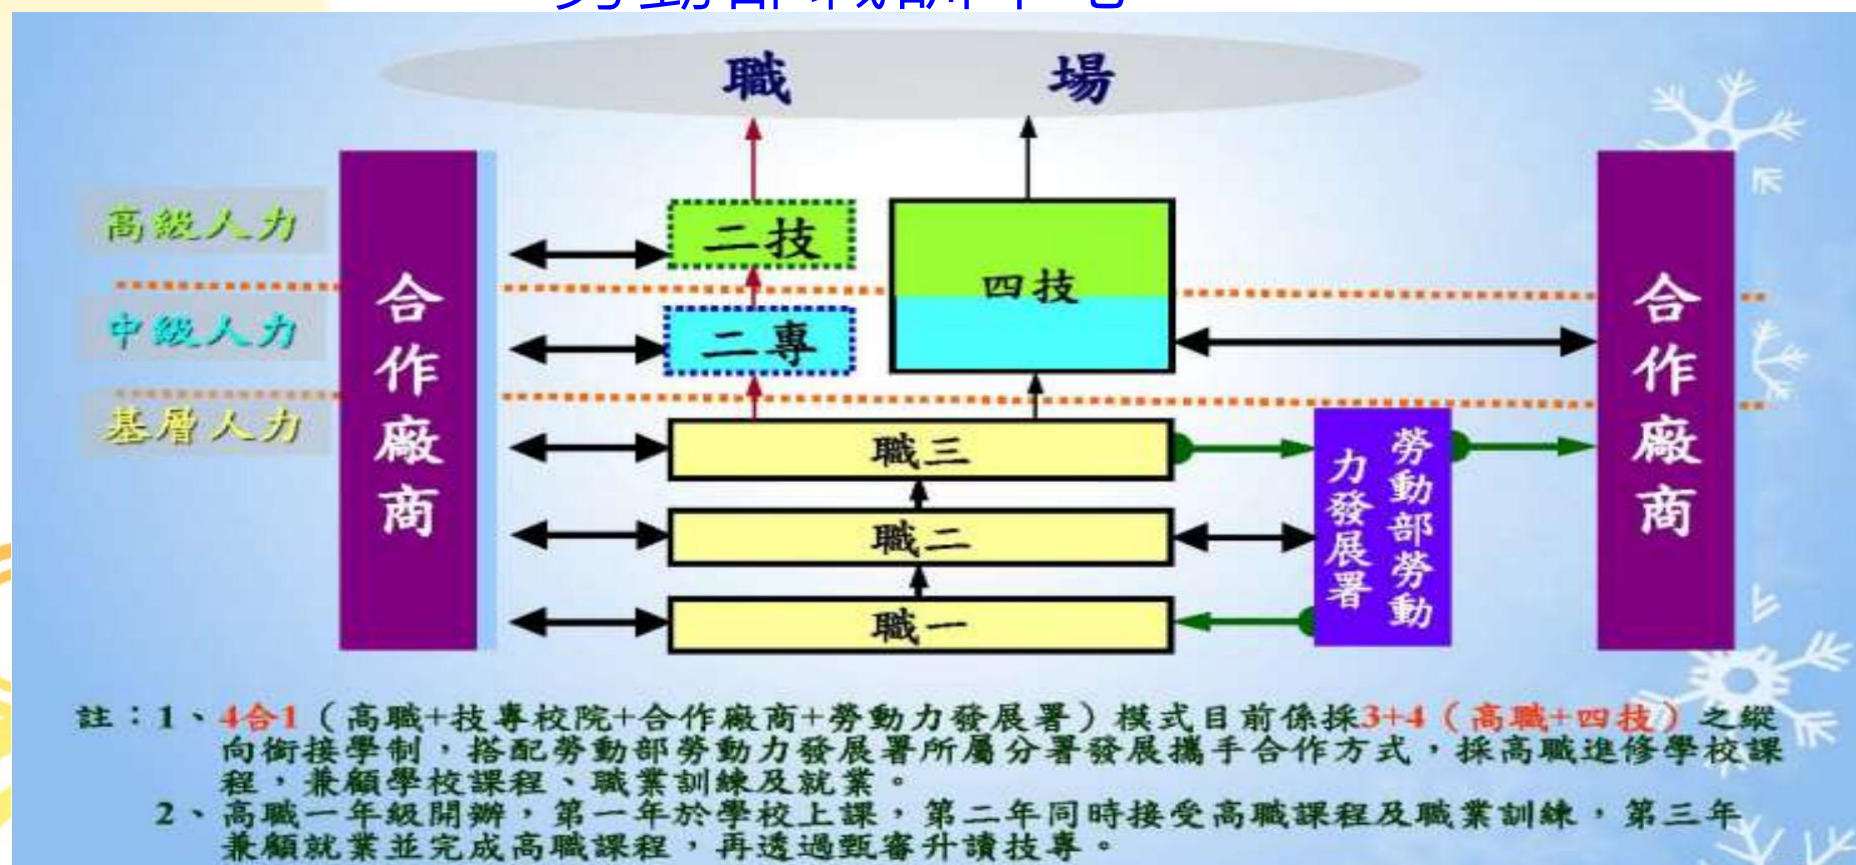 職 場
高級人力
中級人力
基層人力
合作廠商
二技
二專
四技
職三
職二
職一
勞動部勞動
力發展署
合作廠商
註：1、4合1（高職+技專校院+合作廠商+勞動力發展署）模式目前係採3+4（高職+四技）之縱
向銜接學制，搭配勞動部勞動力發展署所屬分署發展攜手合作方式，採高職進修學校課
程，兼顧學校課程、職業訓練及就業。
2、高職一年級開辦，第一年於學校上課，第二年同時接受高職課程及職業訓練，第三年
兼顧就業並完成高職課程，再透過甄審升讀技專。